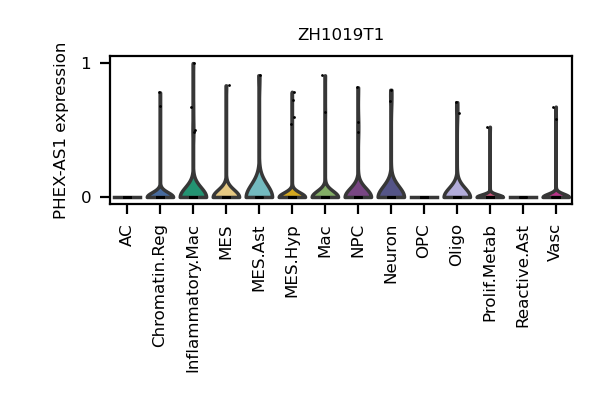 ZH1019T1
PHEX-AS1 expression
1
0
AC
Chromatin.Reg
Inflammatory.Mac
MES
MES.Ast
MES.Hyp
Mac
NPC
Neuron
OPC
Oligo
Prolif.Metab
Reactive.Ast
Vasc